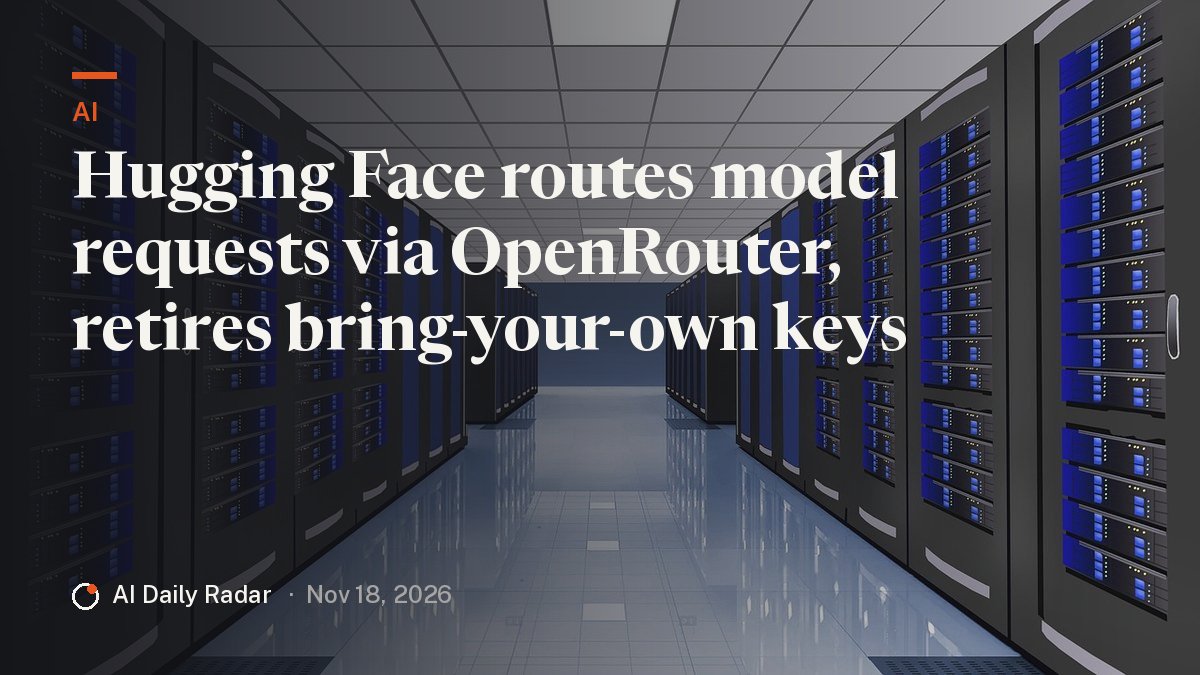 AI
Hugging Face routes model
requests via OpenRouter,
retires bring-your-own keys
AI Daily Radar · Nov 18, 2026